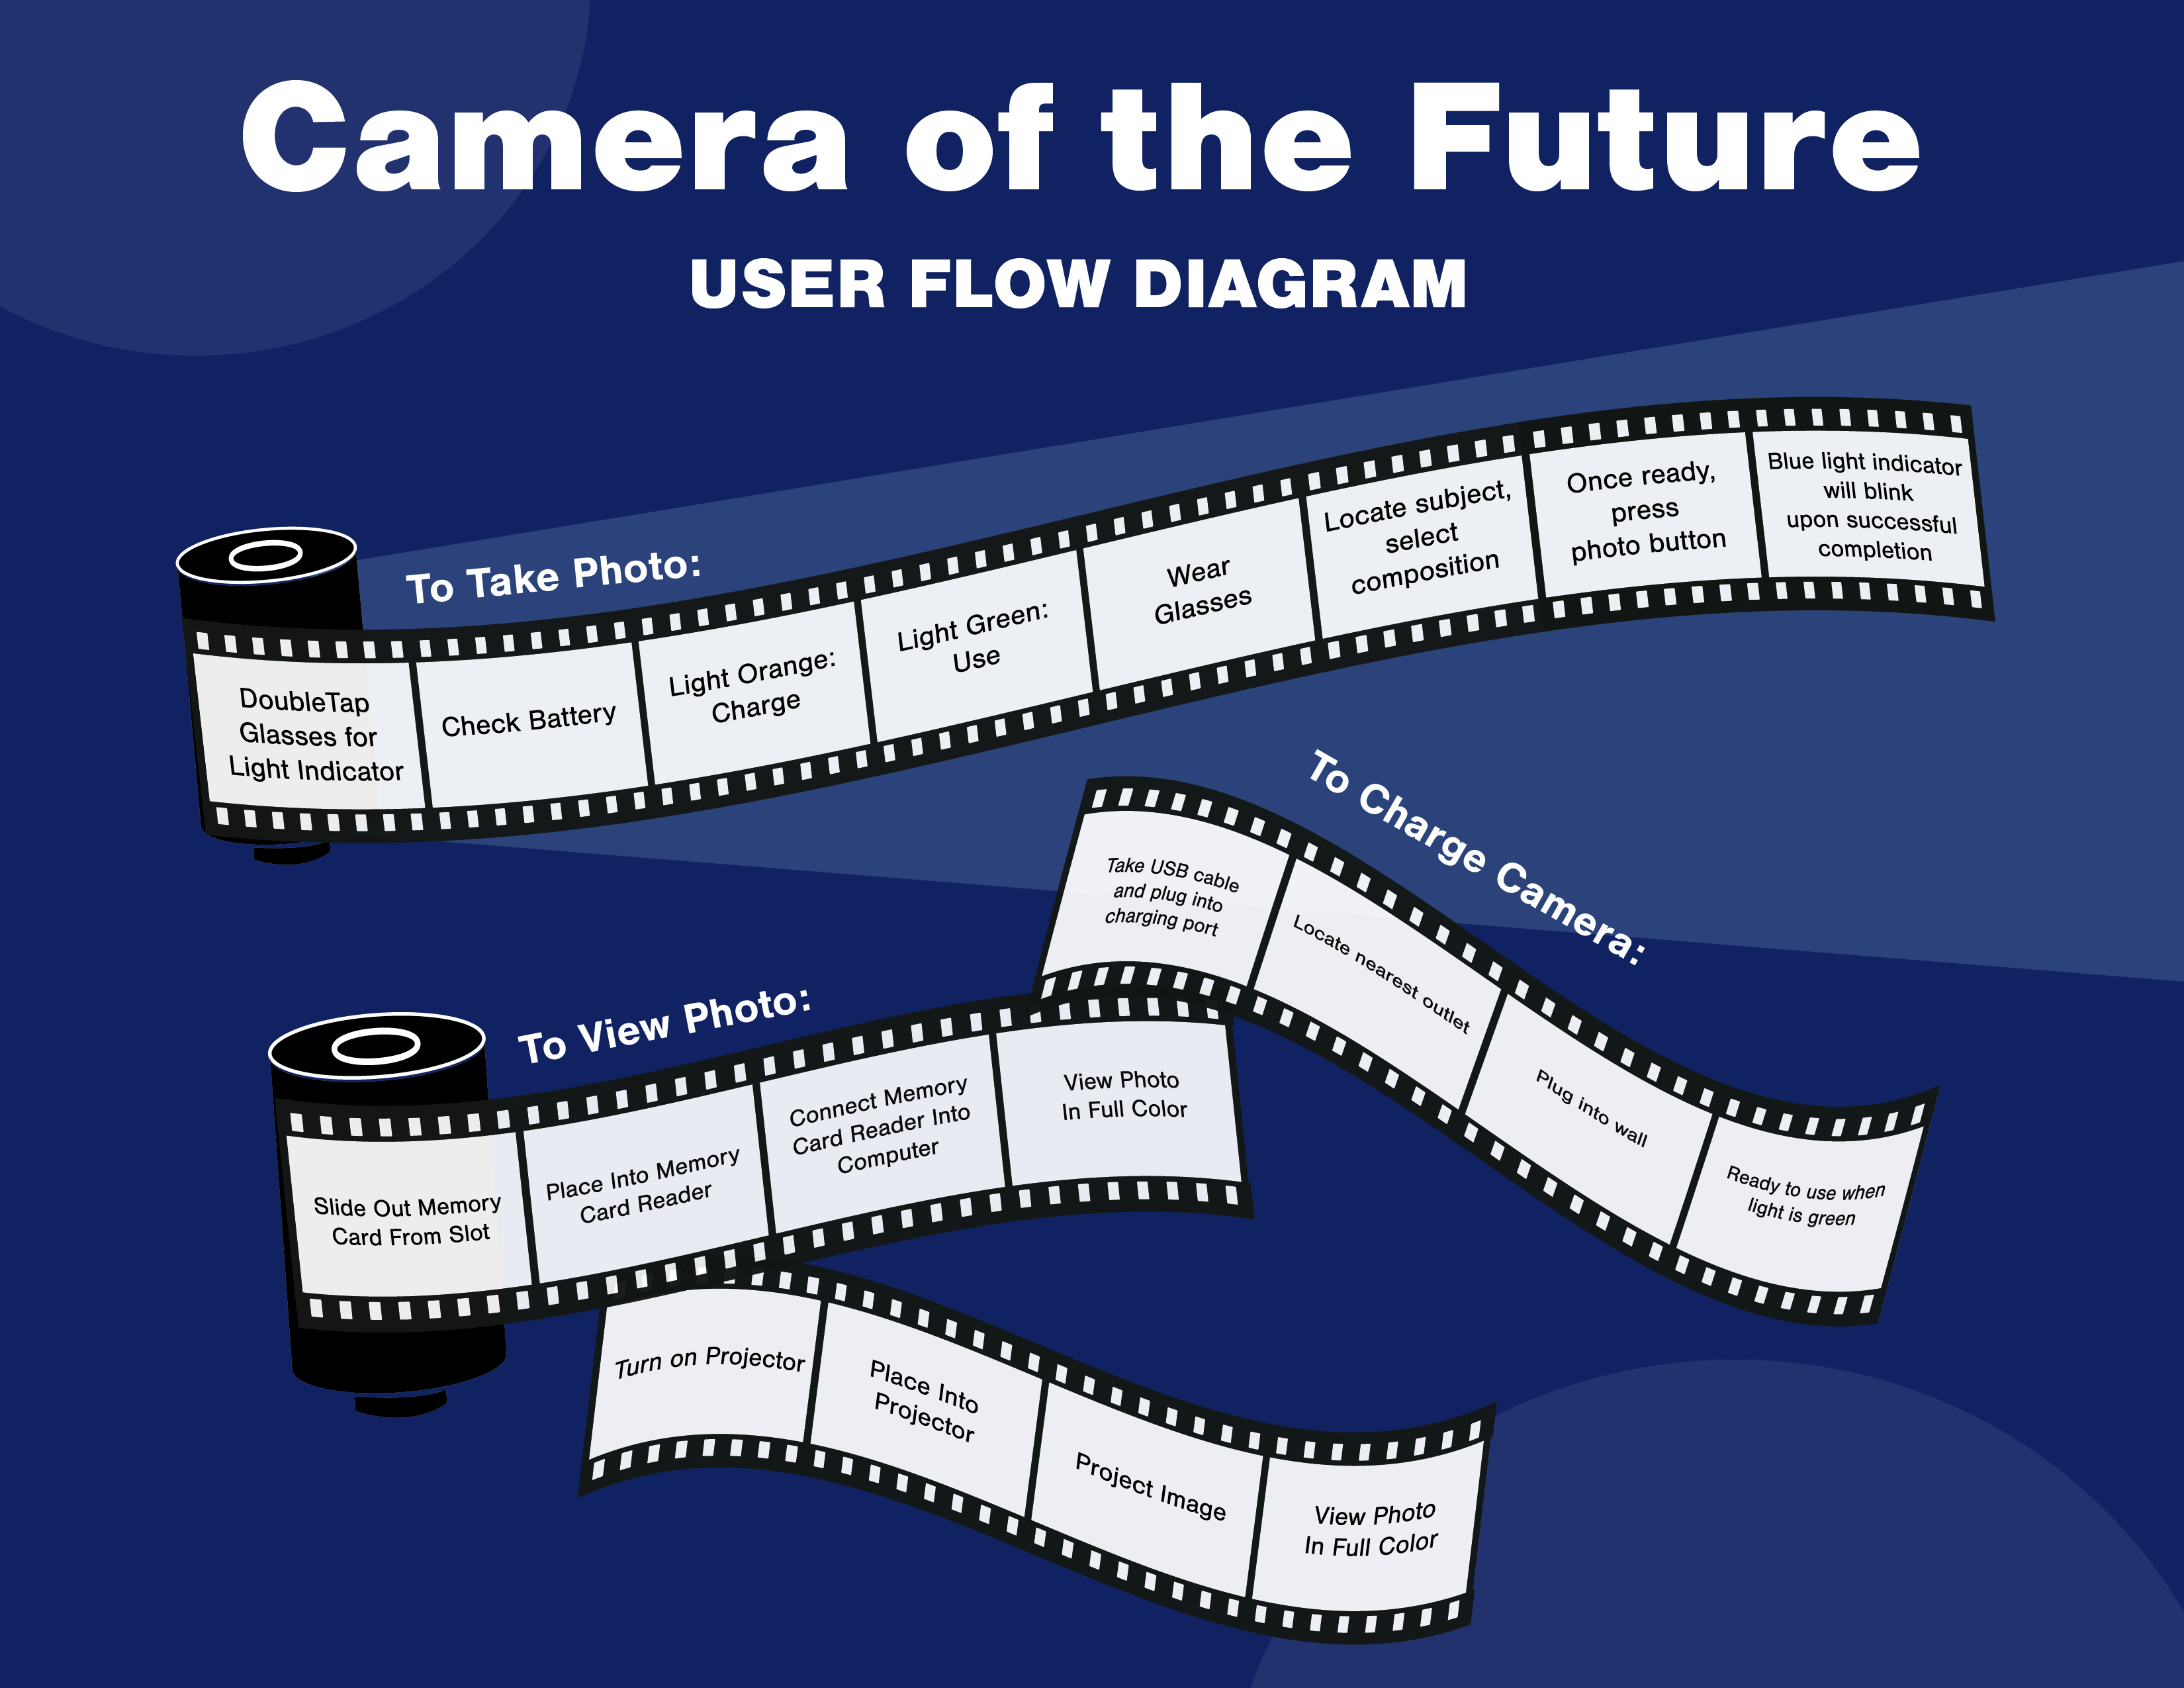 Camera of the Future
USER FLOW DIAGRAM
To Take Photo:
DoubleTap
Glasses for
Light Indicator
Check Battery
Light Orange:
Charge
Light Green:
Use
Wear
Glasses
Locate subject,
select
composition
Once ready,
press
photo button
Blue light indicator
will blink
upon successful
completion
To Charge Camera:
Take USB cable
and plug into
charging port
Locate nearest outlet
Plug into wall
Ready to use when
light is green
To View Photo:
Slide Out Memory
Card From Slot
Place Into Memory
Card Reader
Connect Memory
Card Reader Into
Computer
View Photo
In Full Color
Turn on Projector
Place Into
Projector
Project Image
View Photo
In Full Color